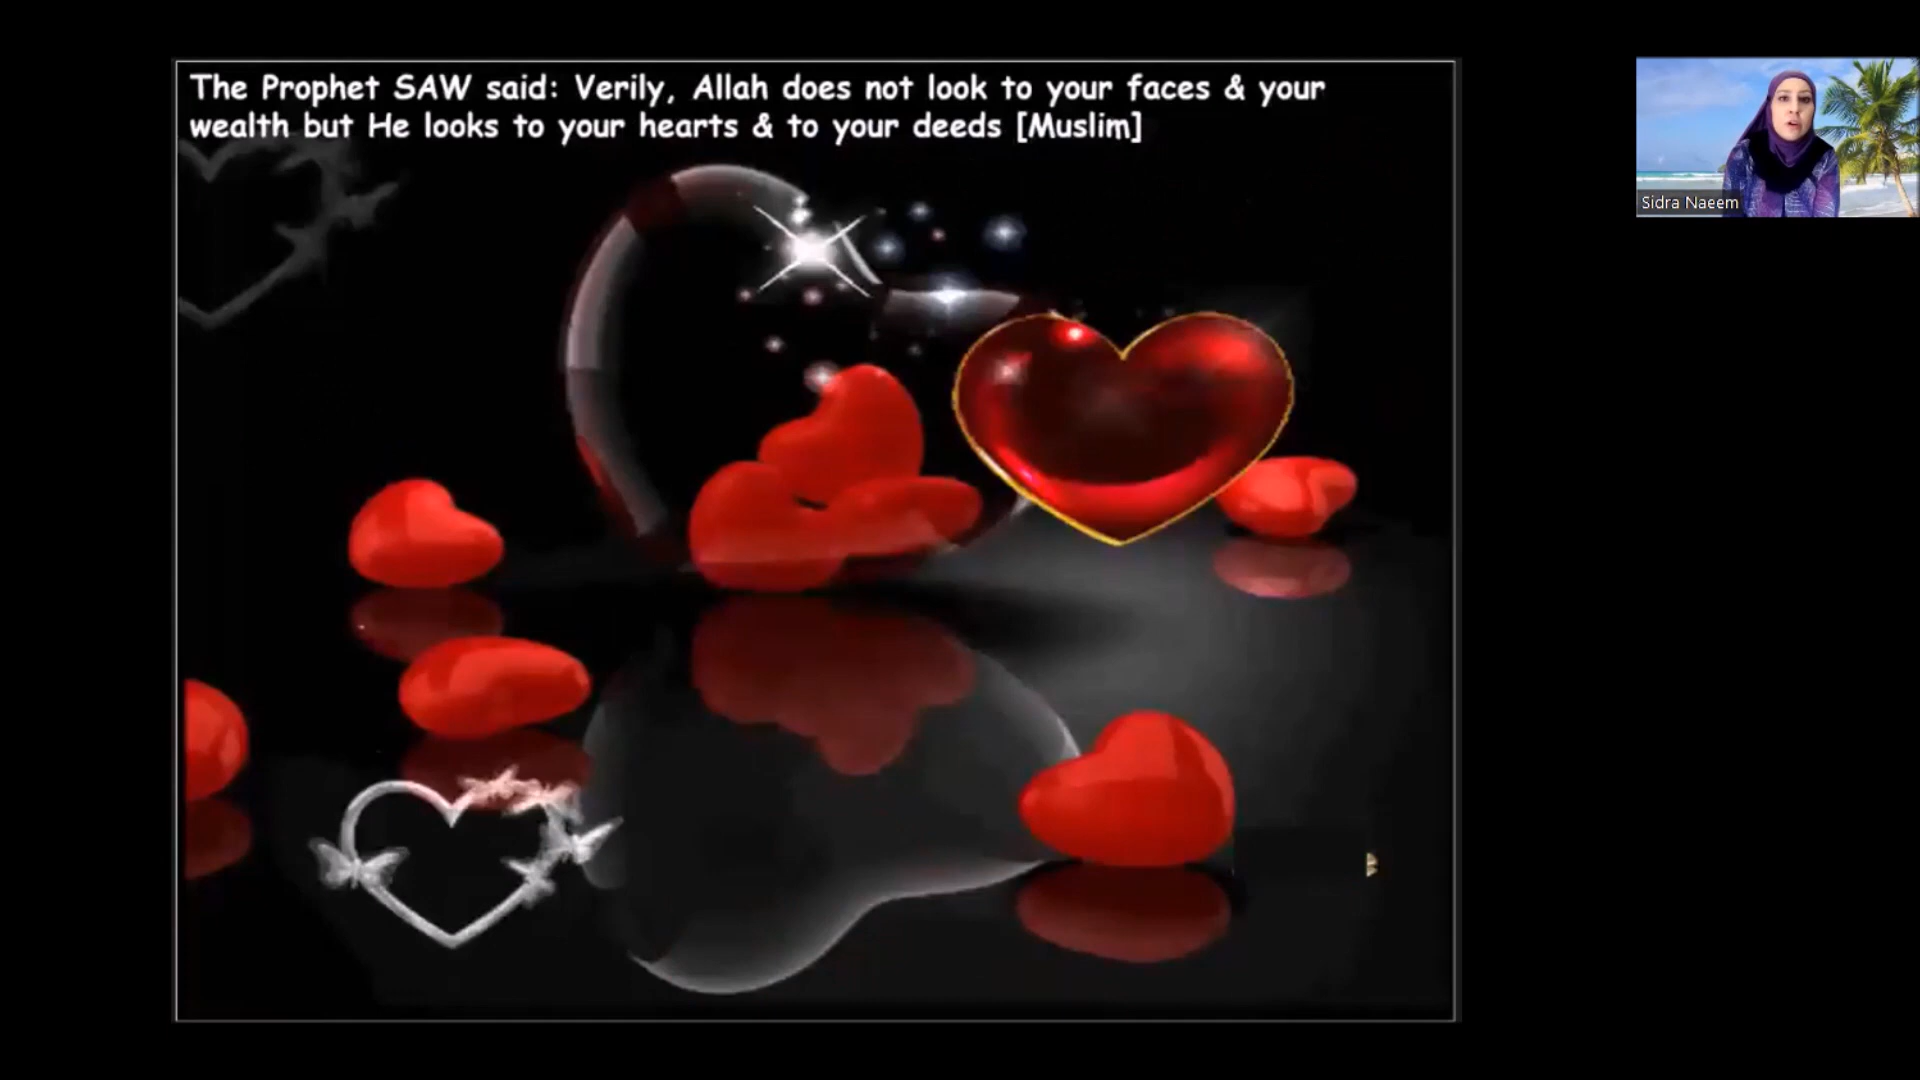 The Prophet SAW said: Verily, Allah does not look to your faces & your
wealth but He looks to your hearts & to your deeds [Muslim]
Sidra Naeem